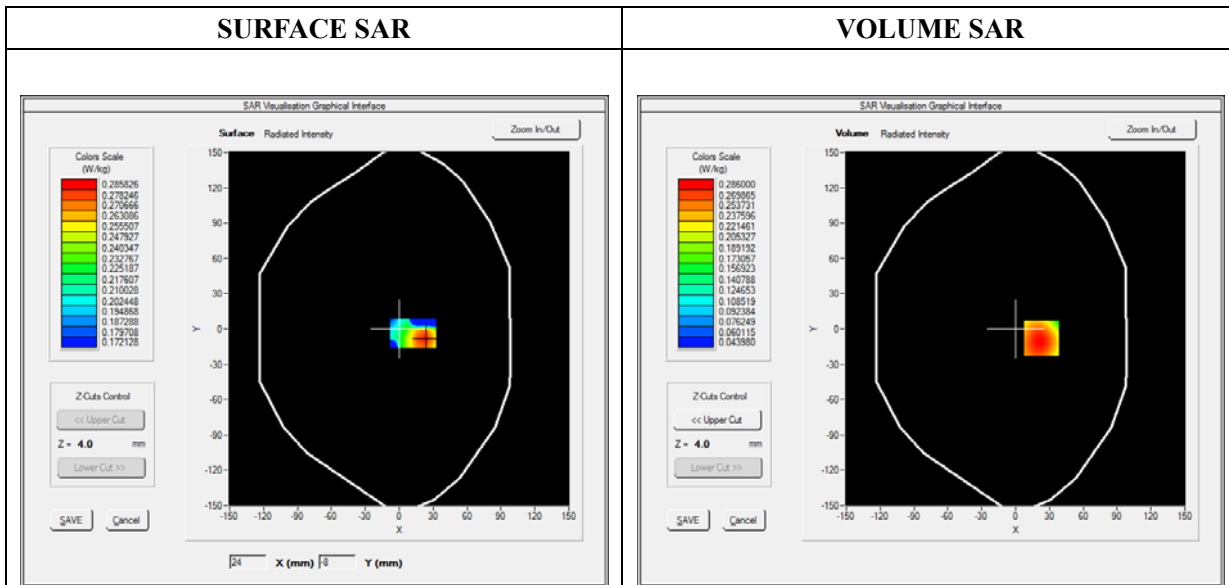 SURFACE SAR
VOLUME SAR
SAR Visualisation Graphical Interface
Surface Radiated Intensity
Zoom In/Out
Colors Scale
(W/kg)
0.285826
0.278246
0.270666
0.263086
0.255507
0.247927
0.240347
0.232767
0.225187
0.217607
0.210028
0.202448
0.194868
0.187288
0.179708
0.172128
Z-Cuts Control
<< Upper Cut
Z = 4.0 mm
Lower Cut >>
SAVE Cancel
150
120
90
60
30
0
-30
-60
-90
-120
-150
Y
-150 -120 -90 -60 -30 0 30 60 90 120 150
X
24 X (mm) -8 Y (mm)
SAR Visualisation Graphical Interface
Volume Radiated Intensity
Zoom In/Out
Colors Scale
(W/kg)
0.286000
0.269865
0.253731
0.237596
0.221461
0.205327
0.189192
0.173057
0.156923
0.140788
0.124653
0.108519
0.092384
0.076249
0.060115
0.043980
Z-Cuts Control
<< Upper Cut
Z = 4.0 mm
Lower Cut >>
SAVE Cancel
150
120
90
60
30
0
-30
-60
-90
-120
-150
Y
-150 -120 -90 -60 -30 0 30 60 90 120 150
X